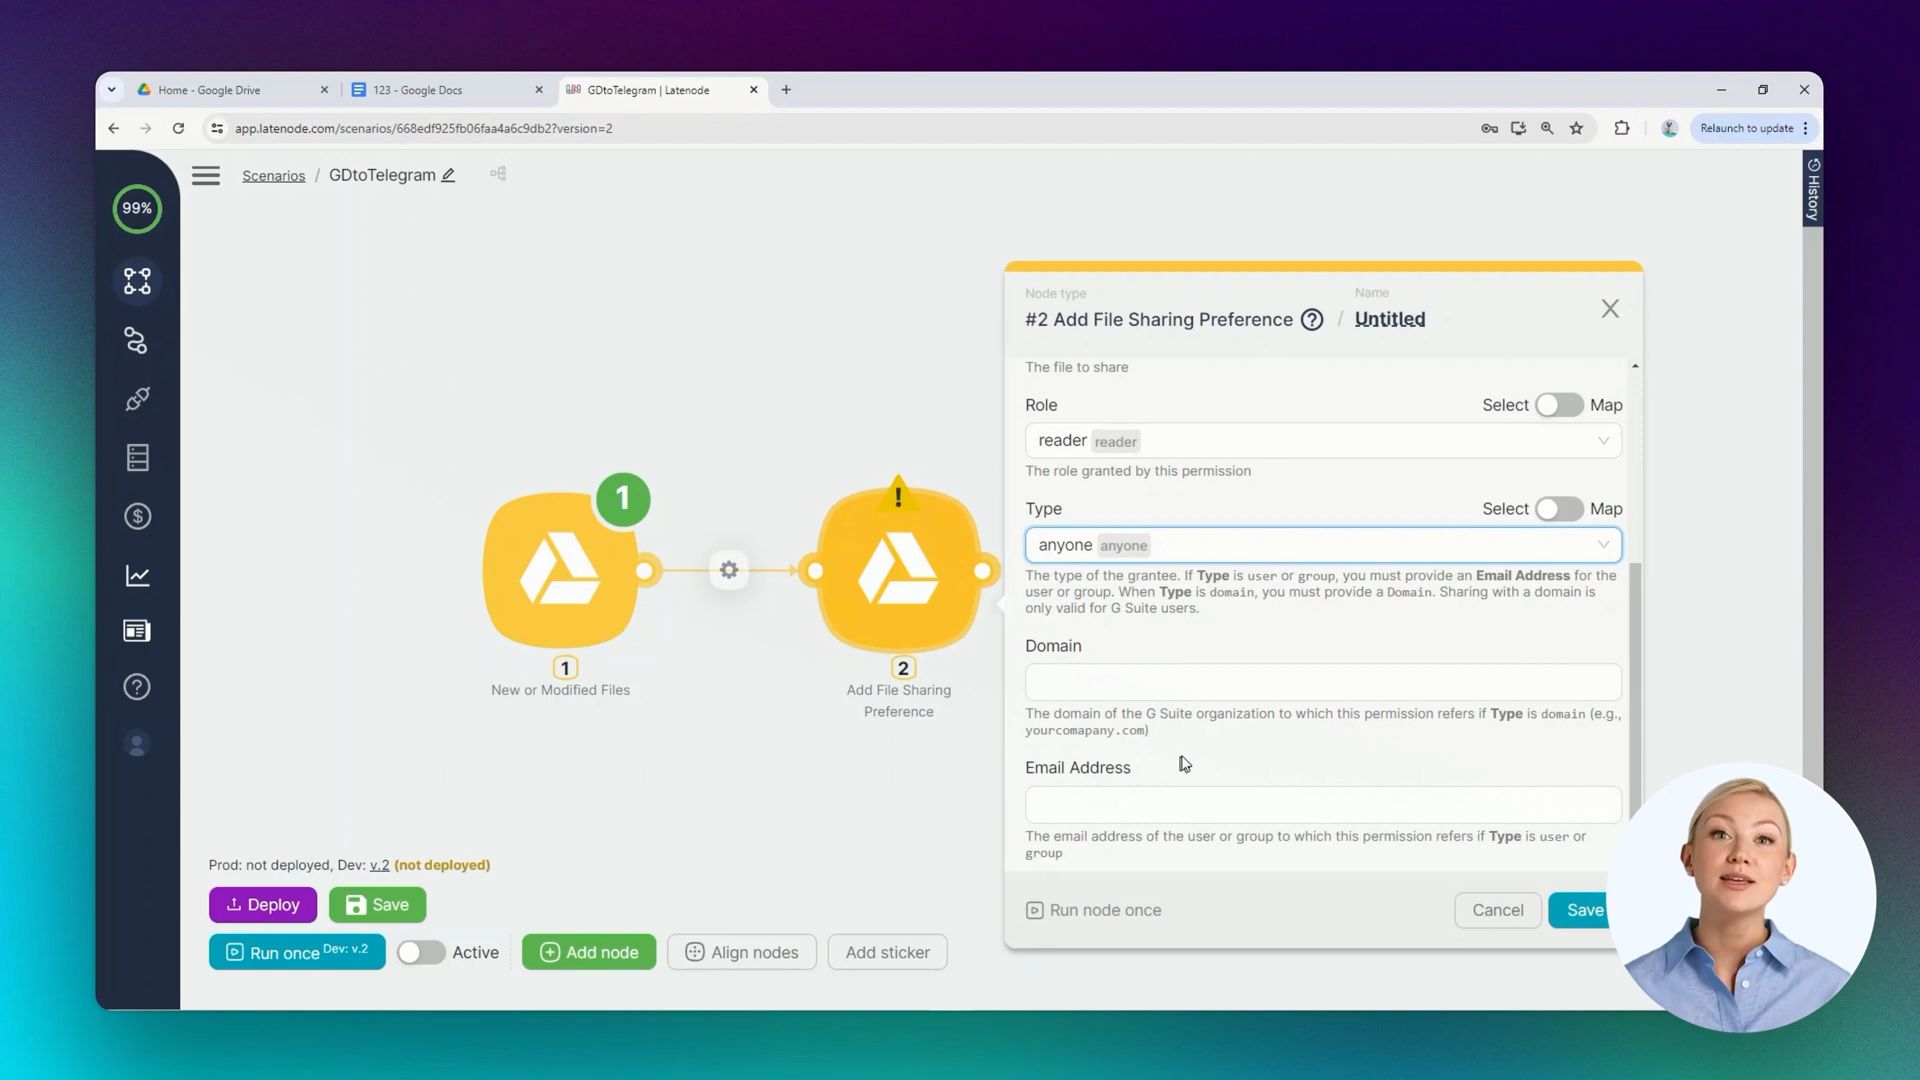 Home - Google Drive
123 - Google Docs
GDtoTelegram | Latenode
app.latenode.com/scenarios/668edf925fb06faa4a6c9db2?version=2
Relaunch to update
99%
Scenarios / GDtoTelegram
History
Node type
Name
#2 Add File Sharing Preference ? / Untitled
The file to share
Role
Select Map
reader reader
The role granted by this permission
Type
Select Map
anyone anyone
The type of the grantee. If Type is user or group, you must provide an Email Address for the
user or group. When Type is domain, you must provide a Domain. Sharing with a domain is
only valid for G Suite users.
Domain
The domain of the G Suite organization to which this permission refers if Type is domain (e.g.,
yourcomapany.com)
Email Address
The email address of the user or group to which this permission refers if Type is user or
group
Run node once
Cancel
Save
1
!
1
New or Modified Files
2
Add File Sharing
Preference
Prod: not deployed, Dev: v.2 (not deployed)
Deploy
Save
Run once Dev: v.2
Active
Add node
Align nodes
Add sticker